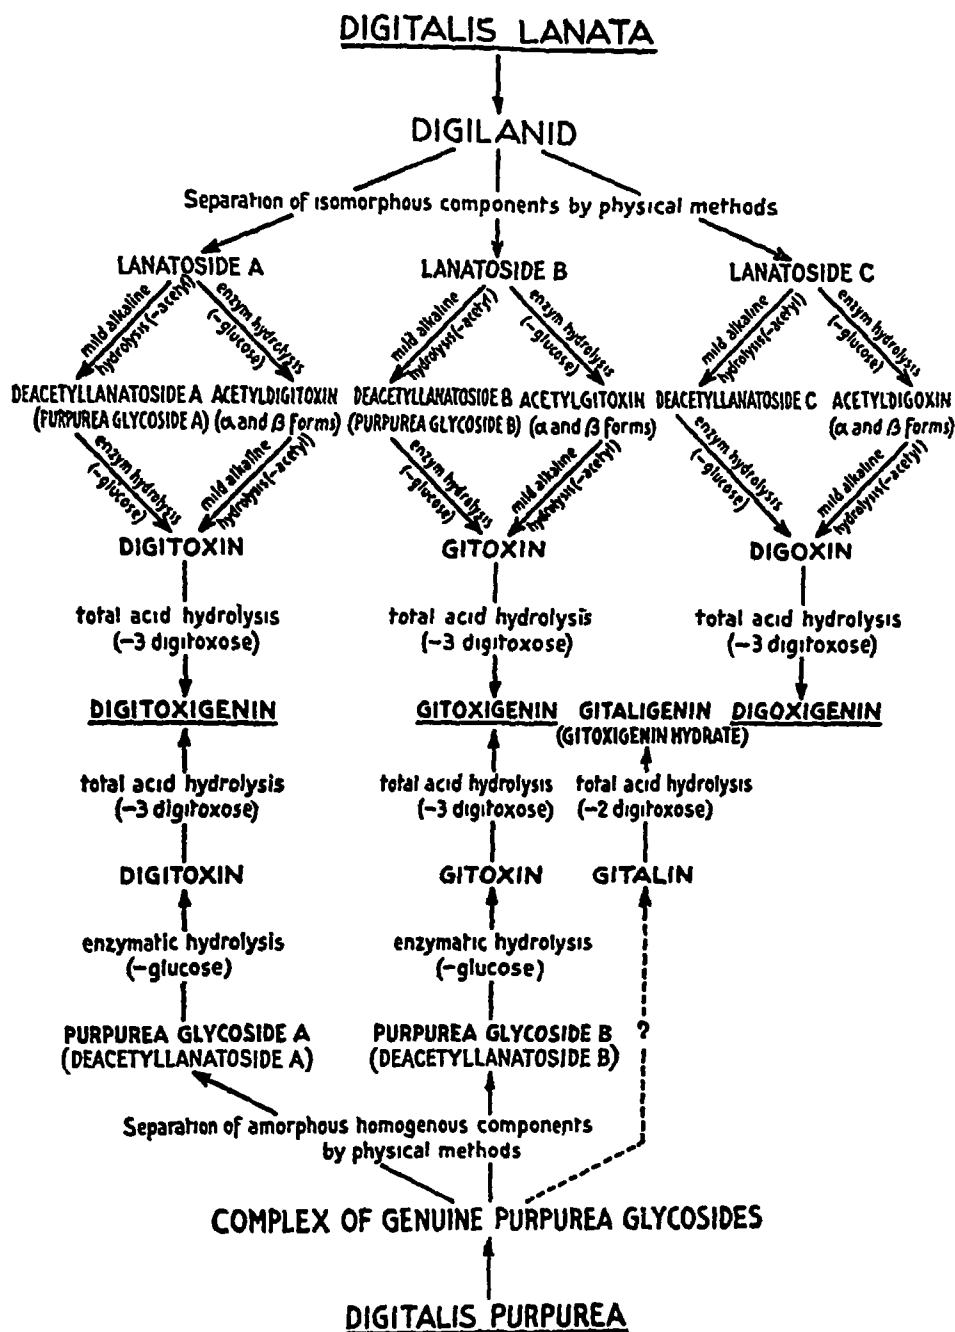 DIGITALIS LANATA
DIGILANID
Separation of isomorphous components by physical methods
LANATOSIDE A
LANATOSIDE B
LANATOSIDE C
mild alkaline
hydrolysis (-acetyl)
enzym hydrolysis
(-glucose)
mild alkaline
hydrolysis (-acetyl)
enzym hydrolysis
(-glucose)
mild alkaline
hydrolysis (-acetyl)
enzym hydrolysis
(-glucose)
DEACETYLLANATOSIDE A
(PURPUREA GLYCOSIDE A)
ACETYLDIGITOXIN
(α and β forms)
DEACETYLLANATOSIDE B
(PURPUREA GLYCOSIDE B)
ACETYLGITOXIN
(α and β forms)
DEACETYLLANATOSIDE C
ACETYLDIGOXIN
(α and β forms)
enzym hydrolysis
(-glucose)
mild alkaline
hydrolysis (-acetyl)
enzym hydrolysis
(-glucose)
mild alkaline
hydrolysis (-acetyl)
enzym hydrolysis
(-glucose)
mild alkaline
hydrolysis (-acetyl)
DIGITOXIN
GITOXIN
DIGOXIN
total acid hydrolysis
(-3 digitoxose)
total acid hydrolysis
(-3 digitoxose)
total acid hydrolysis
(-3 digitoxose)
DIGITOXIGENIN
GITOXIGENIN
GITALIGENIN
(GITOXIGENIN HYDRATE)
DIGOXIGENIN
total acid hydrolysis
(-3 digitoxose)
total acid hydrolysis
(-3 digitoxose)
total acid hydrolysis
(-2 digitoxose)
DIGITOXIN
GITOXIN
GITALIN
enzymatic hydrolysis
(-glucose)
enzymatic hydrolysis
(-glucose)
PURPUREA GLYCOSIDE A
(DEACETYLLANATOSIDE A)
PURPUREA GLYCOSIDE B
(DEACETYLLANATOSIDE B)
?
Separation of amorphous homogenous components
by physical methods
COMPLEX OF GENUINE PURPUREA GLYCOSIDES
DIGITALIS PURPUREA